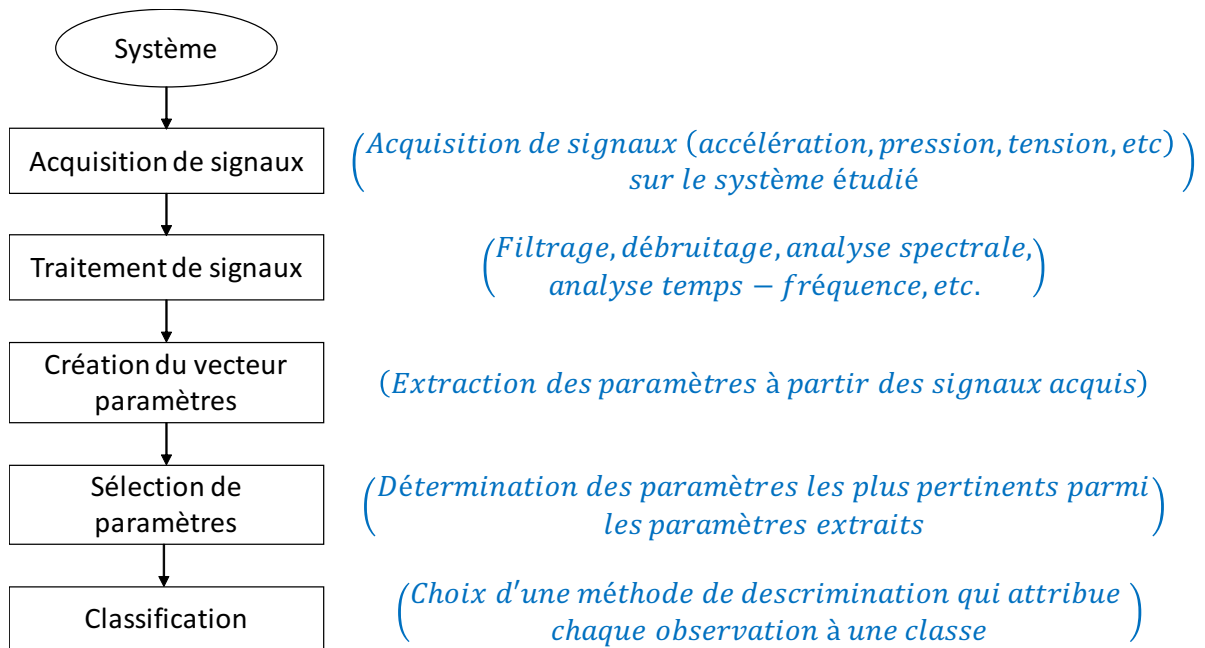 Système
Acquisition de signaux
(Acquisition de signaux (accélération, pression, tension, etc)
sur le système étudié)
Traitement de signaux
(Filtrage, débruitage, analyse spectrale,
analyse temps − fréquence, etc.)
Création du vecteur
paramètres
(Extraction des paramètres à partir des signaux acquis)
Sélection de
paramètres
(Détermination des paramètres les plus pertinents parmi
les paramètres extraits)
Classification
(Choix d'une méthode de descrimination qui attribue
chaque observation à une classe)